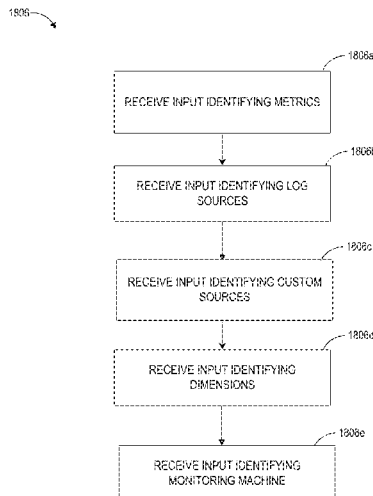 1806
1806a
RECEIVE INPUT IDENTIFYING METRICS
1806b
RECEIVE INPUT IDENTIFYING LOG
SOURCES
1806c
RECEIVE INPUT IDENTIFYING CUSTOM
SOURCES
1806d
RECEIVE INPUT IDENTIFYING
DIMENSIONS
1806e
RECEIVE INPUT IDENTIFYING
MONITORING MACHINE